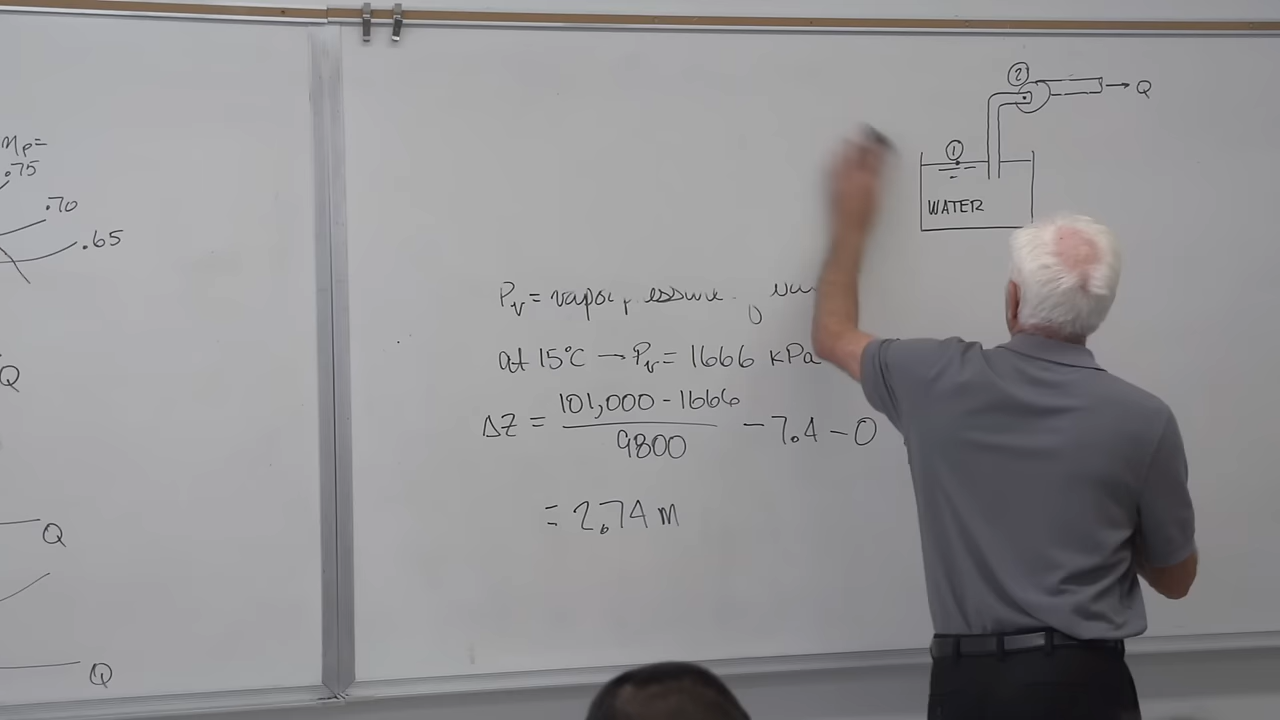 ηp=
.75
.70
.65
Q
Q
Q
② → Q
①
WATER
Pv = vapor
at 15°C → Pv = 1666 kPa
ΔZ = 101,000 - 1666 / 9800 - 7.4 - 0
= 2.74 m